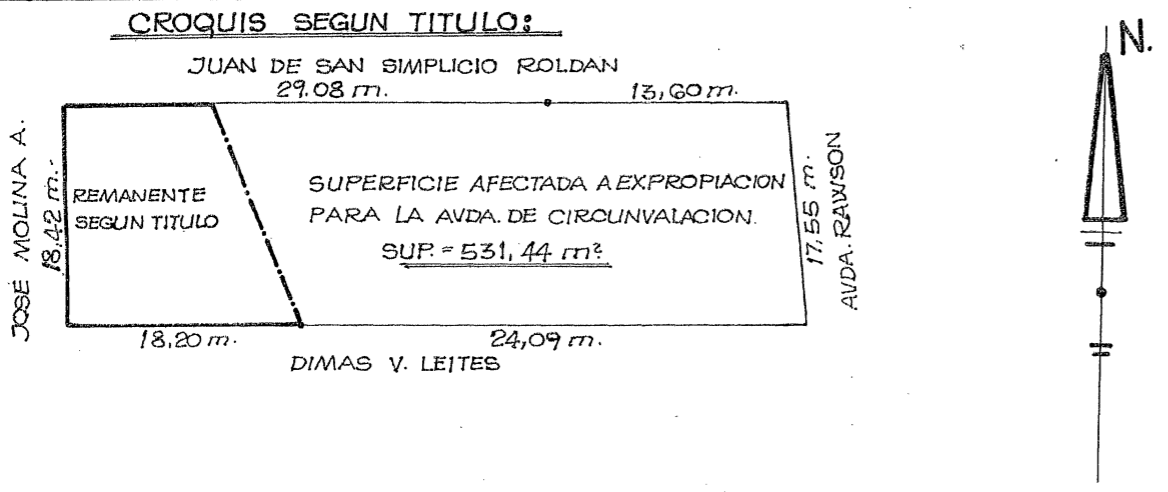 CROQUIS SEGUN TITULO:
N.
JUAN DE SAN SIMPLICIO ROLDAN
29.08 m. 13,60 m.
JOSÉ MOLINA A.
18,42 m.-
REMANENTE
SEGUN TITULO
SUPERFICIE AFECTADA A EXPROPIACION
PARA LA AVDA. DE CIRCUNVALACION.
SUP. = 531,44 m²
17,55 m.
AVDA. RAWSON
18,20 m. 24,09 m.
DIMAS V. LEITES